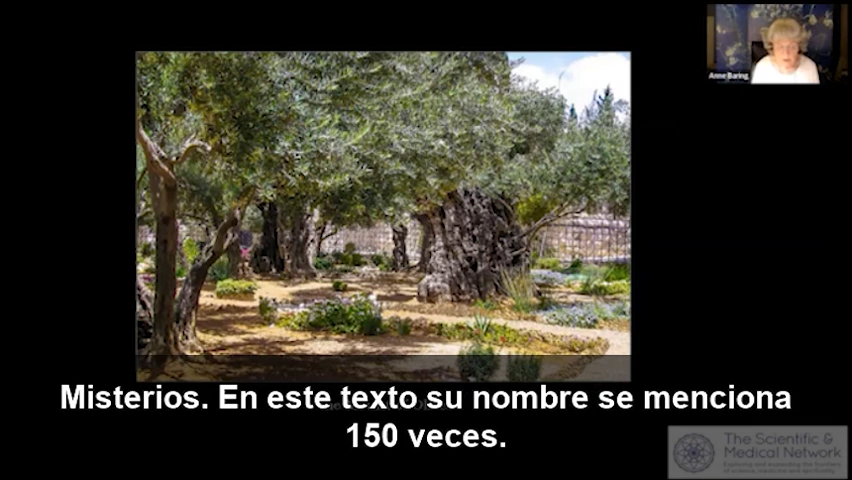 Anne Baring
Misterios. En este texto su nombre se menciona
150 veces.
The Scientific &
Medical Network